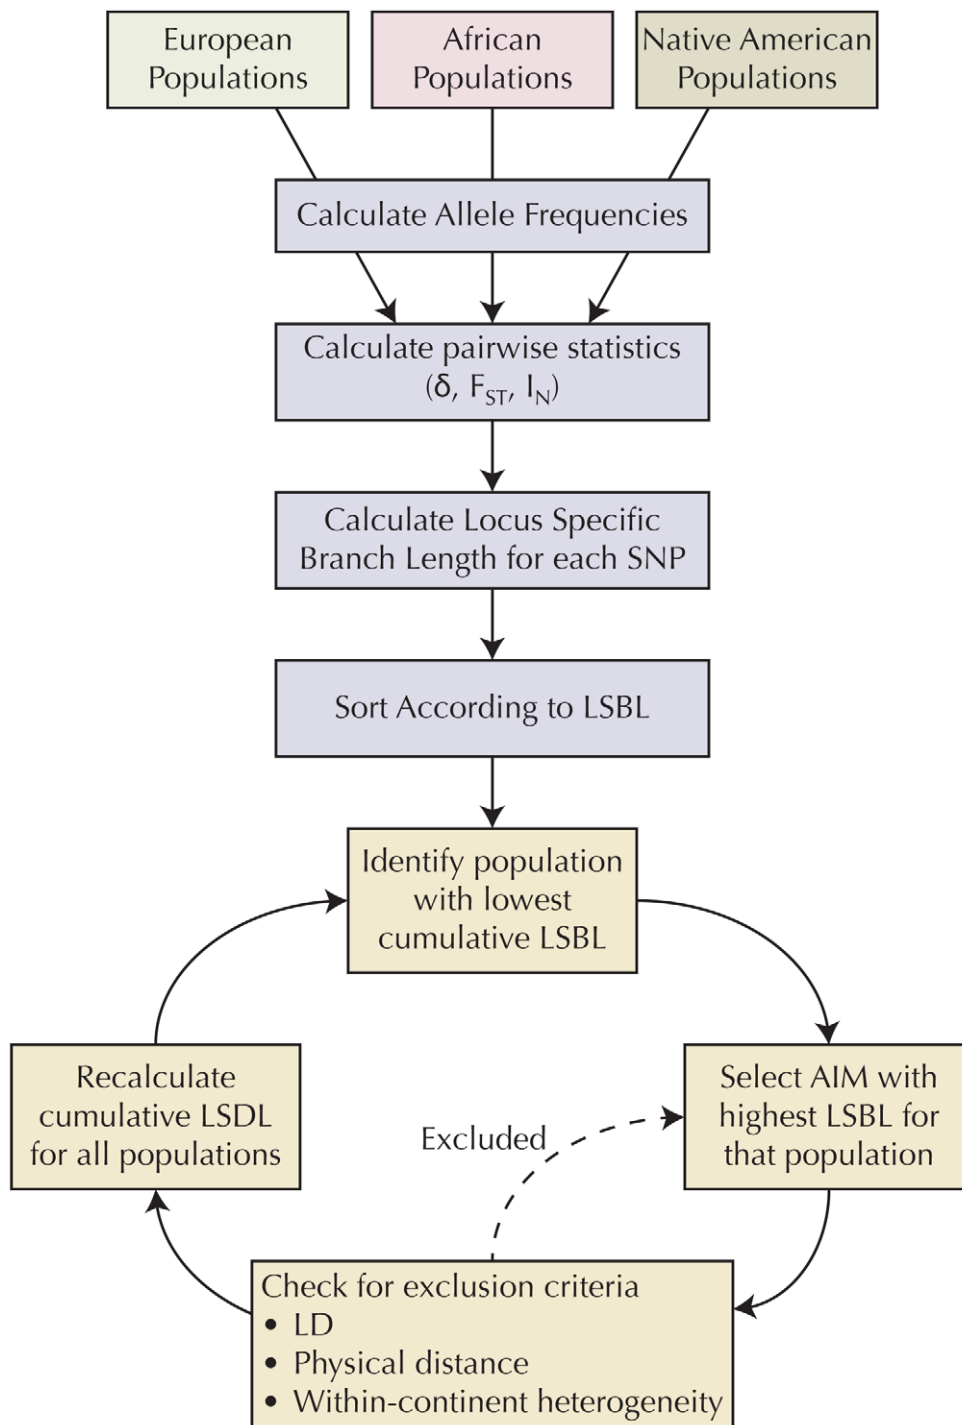 European
Populations
African
Populations
Native American
Populations
Calculate Allele Frequencies
Calculate pairwise statistics
(δ, F_ST, I_N)
Calculate Locus Specific
Branch Length for each SNP
Sort According to LSBL
Identify population
with lowest
cumulative LSBL
Recalculate
cumulative LSDL
for all populations
Excluded
Select AIM with
highest LSBL for
that population
Check for exclusion criteria
• LD
• Physical distance
• Within-continent heterogeneity